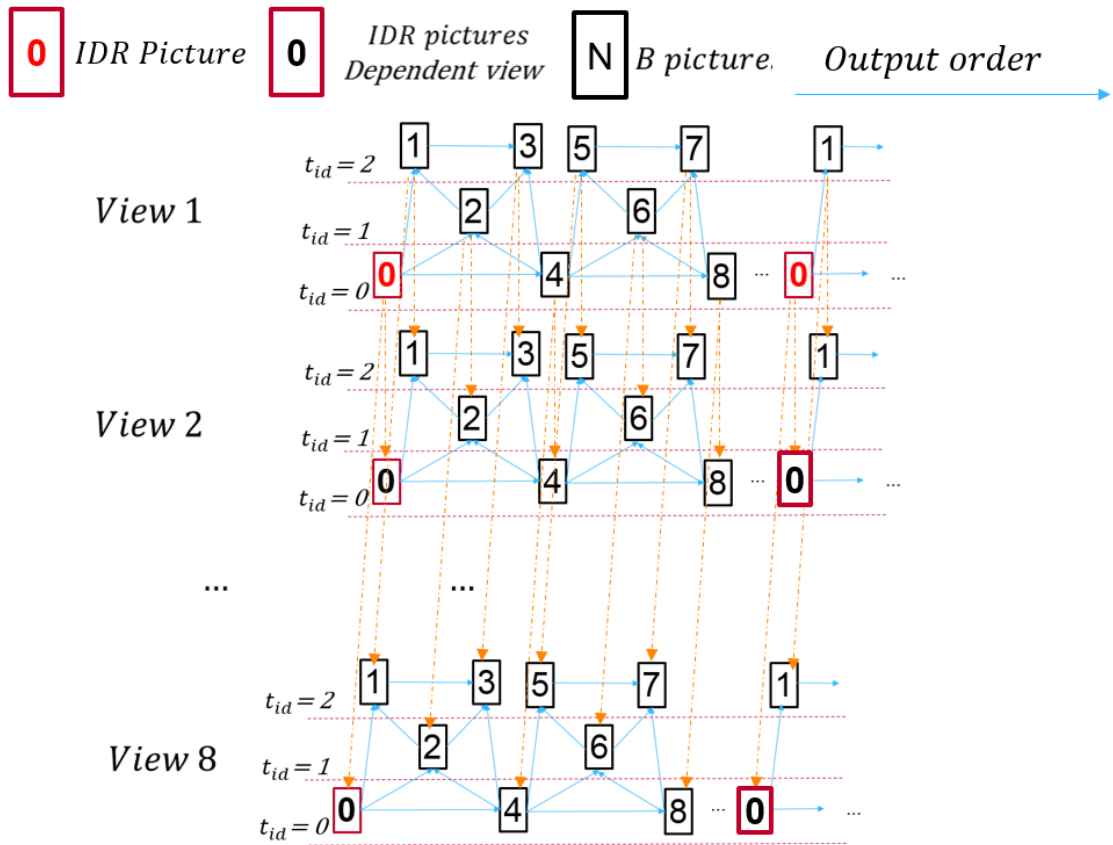 0 IDR Picture
0 IDR pictures
Dependent view
N B picture.
Output order
1 3 5 7 1
t_id = 2
View 1
2 6
t_id = 1
0 4 8 ... 0 ...
t_id = 0
1 3 5 7 1
t_id = 2
View 2
2 6
t_id = 1
0 4 8 ... 0 ...
t_id = 0
... ...
1 3 5 7 1
t_id = 2
View 8
2 6
t_id = 1
0 4 8 ... 0 ...
t_id = 0